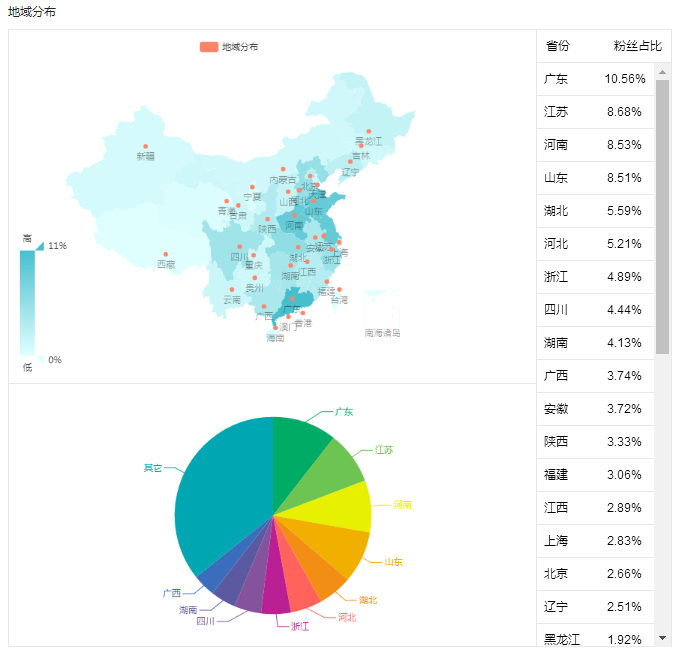 地域分布
地域分布
黑龙江
吉林
辽宁
新疆
内蒙古
北京
天津
宁夏
山西
河北
青海
甘肃
山东
陕西
河南
四川
重庆
西藏
湖北
安徽
江苏
上海
浙江
湖南
江西
贵州
云南
福建
台湾
广西
广东
澳门
香港
海南
南海诸岛
高
11%
0%
低
省份 粉丝占比
广东 10.56%
江苏 8.68%
河南 8.53%
山东 8.51%
湖北 5.59%
河北 5.21%
浙江 4.89%
四川 4.44%
湖南 4.13%
广西 3.74%
安徽 3.72%
陕西 3.33%
福建 3.06%
江西 2.89%
上海 2.83%
北京 2.66%
辽宁 2.51%
黑龙江 1.92%
广东
江苏
河南
山东
湖北
河北
浙江
四川
湖南
广西
其它